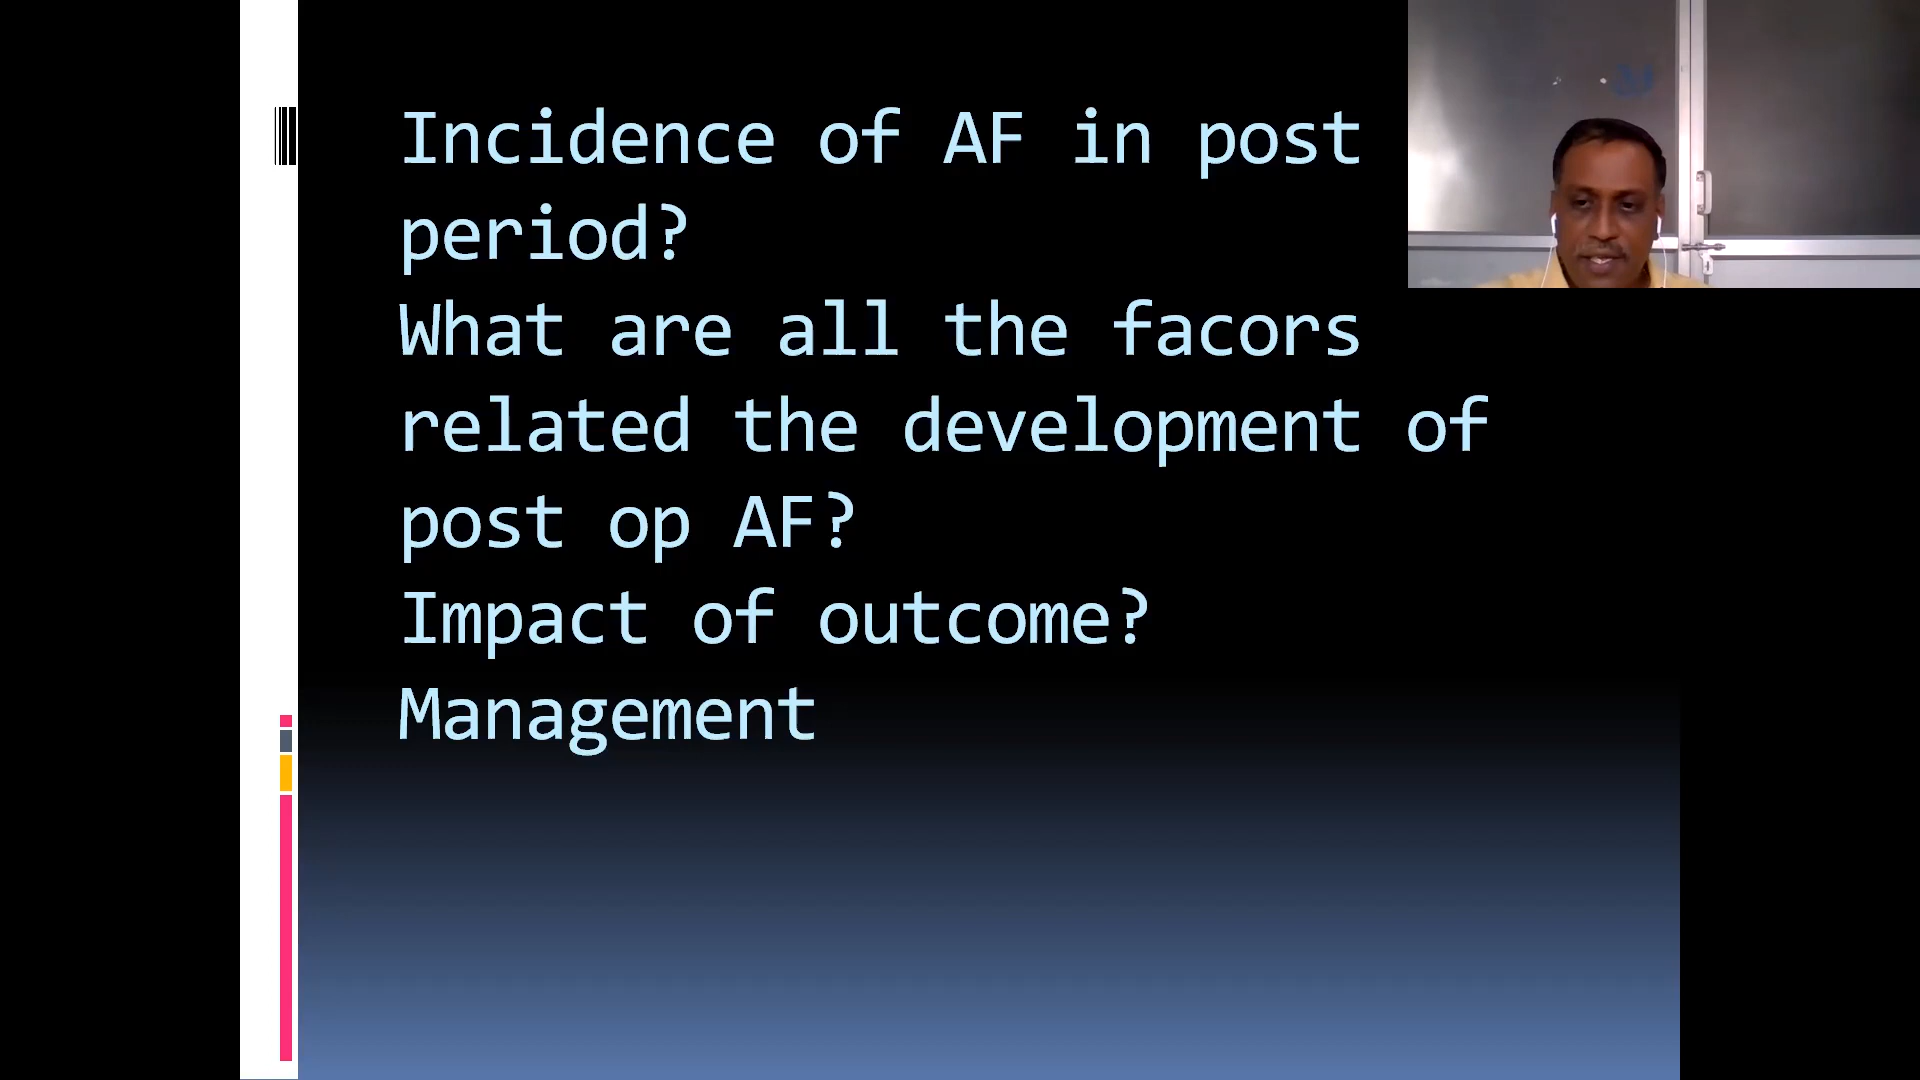 Incidence of AF in post
period?
What are all the facors
related the development of
post op AF?
Impact of outcome?
Management